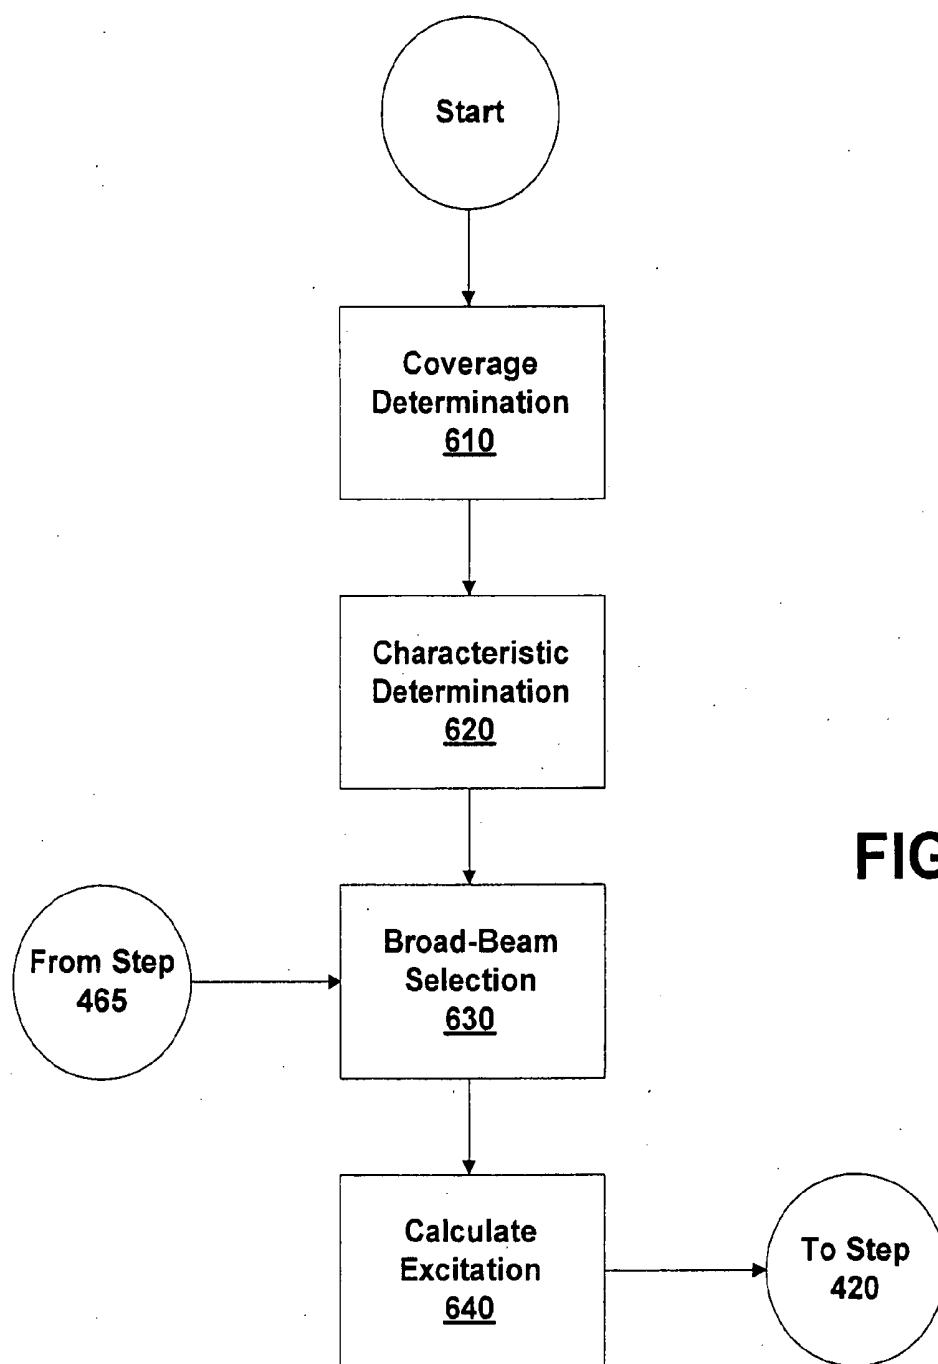 Start
Coverage
Determination
610
Characteristic
Determination
620
FIG
From Step
465
Broad-Beam
Selection
630
Calculate
Excitation
640
To Step
420